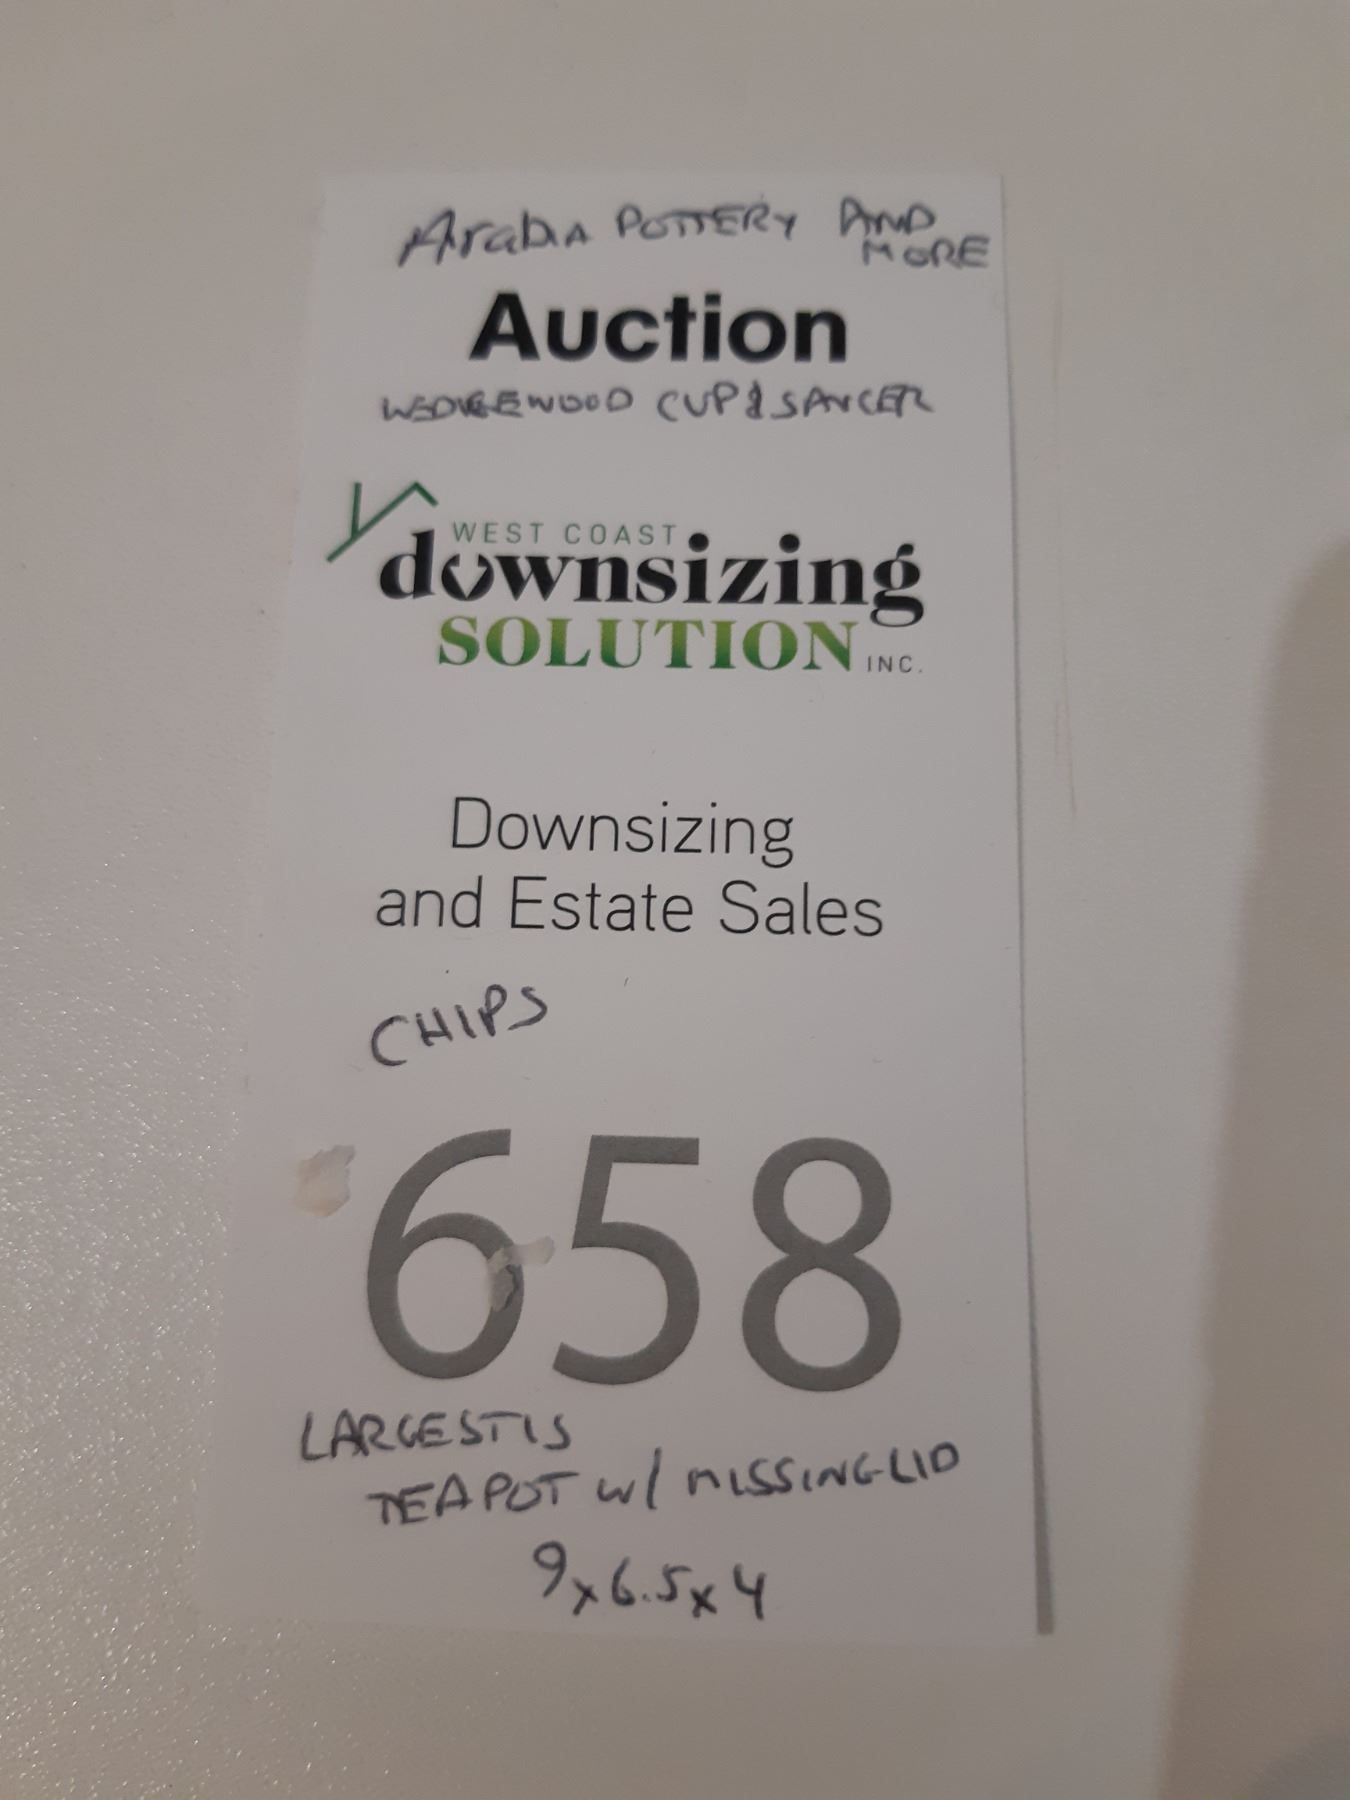 Arabia POTTERY AND
MORE
Auction
WEDGEWOOD CUP & SAUCER
WEST COAST
downsizing
SOLUTION INC.
Downsizing
and Estate Sales
CHIPS
658
LARGEST IS
TEAPOT W/ MISSING LID
9x6.5x4